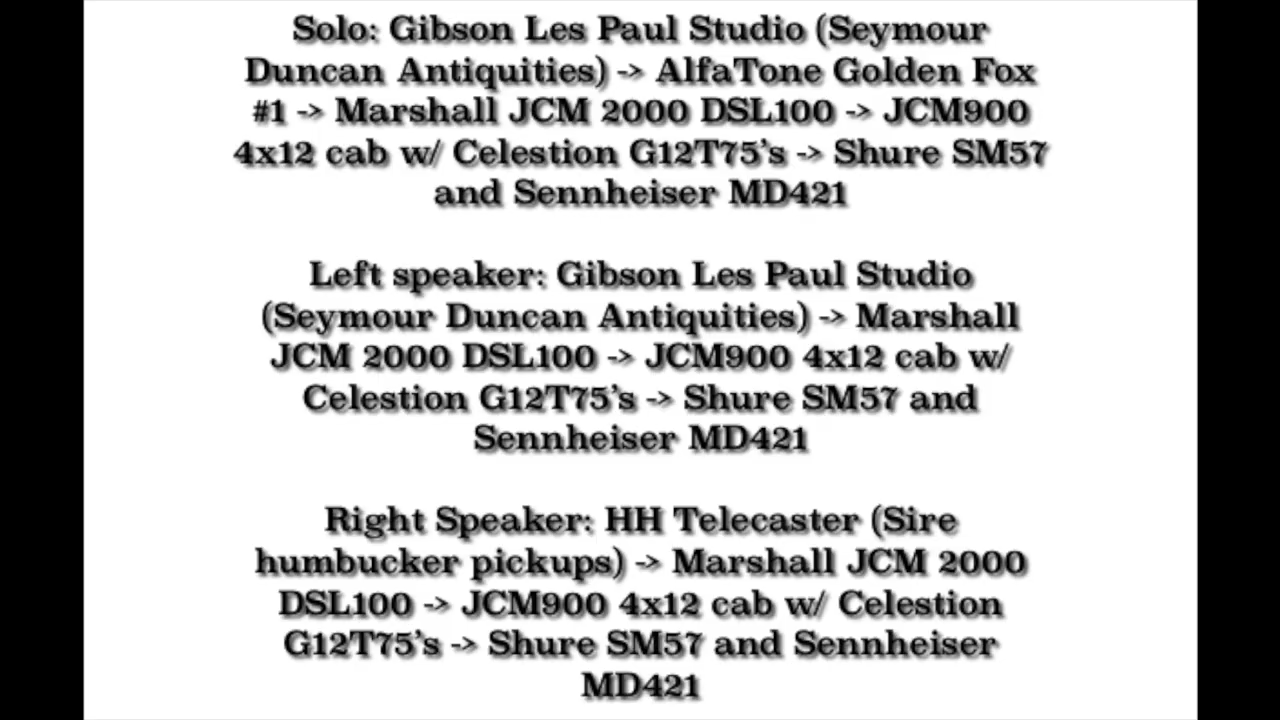 Solo: Gibson Les Paul Studio (Seymour
Duncan Antiquities) -> AlfaTone Golden Fox
#1 -> Marshall JCM 2000 DSL100 -> JCM900
4x12 cab w/ Celestion G12T75's -> Shure SM57
and Sennheiser MD421
Left speaker: Gibson Les Paul Studio
(Seymour Duncan Antiquities) -> Marshall
JCM 2000 DSL100 -> JCM900 4x12 cab w/
Celestion G12T75's -> Shure SM57 and
Sennheiser MD421
Right Speaker: HH Telecaster (Sire
humbucker pickups) -> Marshall JCM 2000
DSL100 -> JCM900 4x12 cab w/ Celestion
G12T75's -> Shure SM57 and Sennheiser
MD421